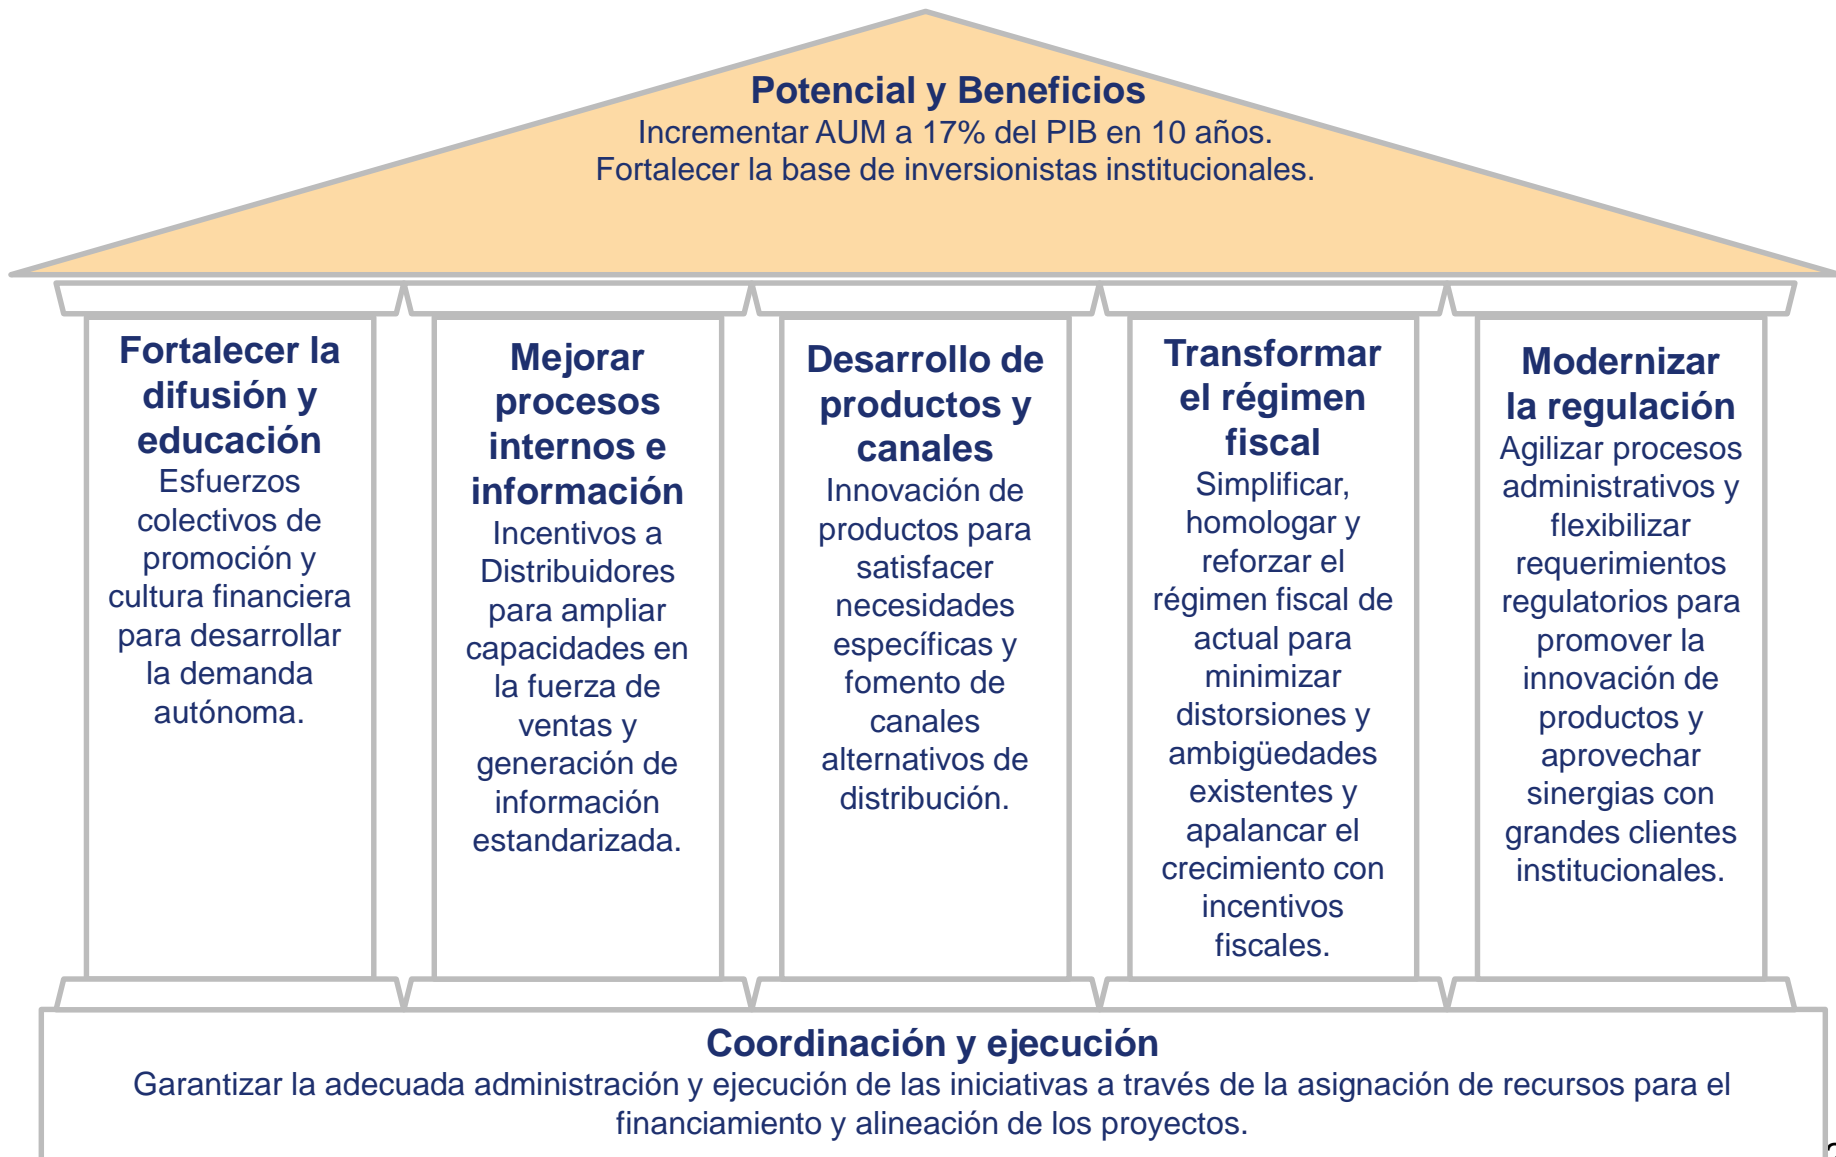 Potencial y Beneficios
Incrementar AUM a 17% del PIB en 10 años.
Fortalecer la base de inversionistas institucionales.
Fortalecer la
difusión y
educación
Esfuerzos
colectivos de
promoción y
cultura financiera
para desarrollar
la demanda
autónoma.
Mejorar
procesos
internos e
información
Incentivos a
Distribuidores
para ampliar
capacidades en
la fuerza de
ventas y
generación de
información
estandarizada.
Desarrollo de
productos y
canales
Innovación de
productos para
satisfacer
necesidades
específicas y
fomento de
canales
alternativos de
distribución.
Transformar
el régimen
fiscal
Simplificar,
homologar y
reforzar el
régimen fiscal de
actual para
minimizar
distorsiones y
ambigüedades
existentes y
apalancar el
crecimiento con
incentivos
fiscales.
Modernizar
la regulación
Agilizar procesos
administrativos y
flexibilizar
requerimientos
regulatorios para
promover la
innovación de
productos y
aprovechar
sinergias con
grandes clientes
institucionales.
Coordinación y ejecución
Garantizar la adecuada administración y ejecución de las iniciativas a través de la asignación de recursos para el
financiamiento y alineación de los proyectos.